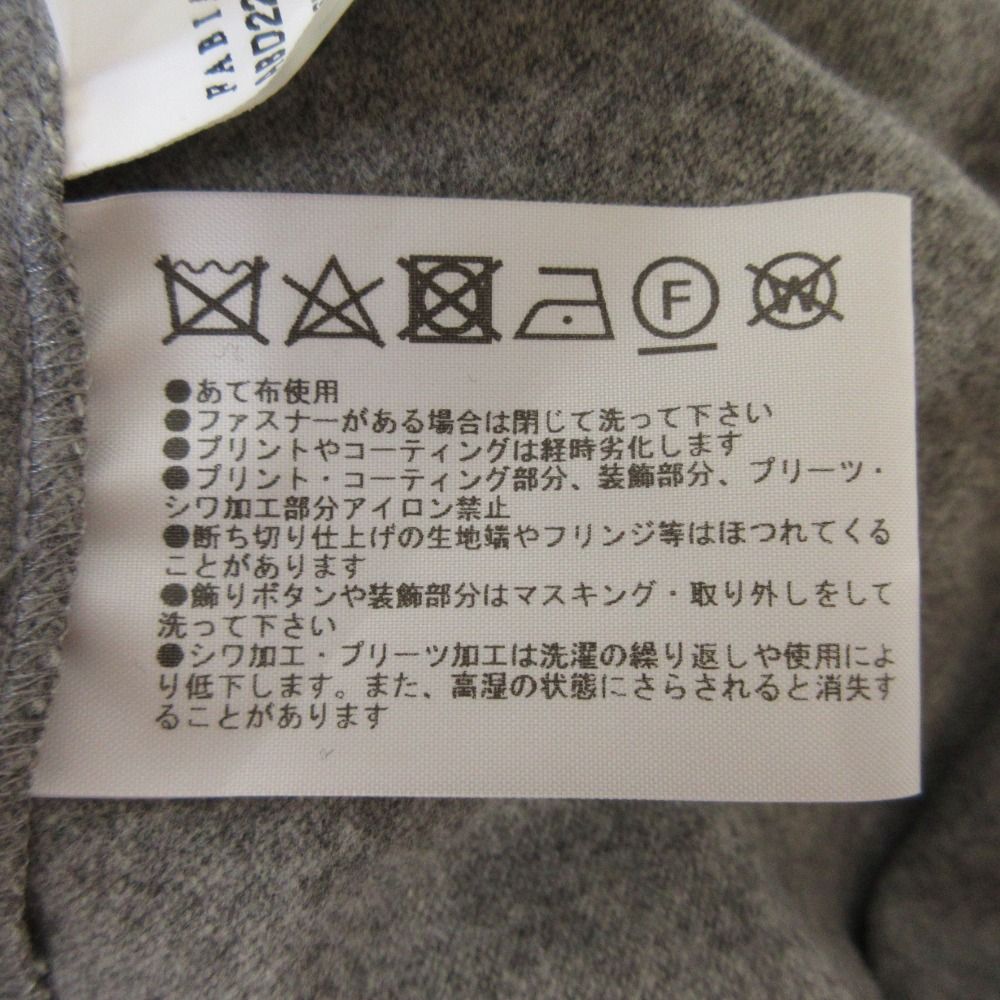 F W
●あて布使用
●ファスナーがある場合は閉じて洗って下さい
●プリントやコーティングは経時劣化します
●プリント・コーティング部分、装飾部分、プリーツ・
シワ加工部分アイロン禁止
●断ち切り仕上げの生地端やフリンジ等はほつれてくる
ことがあります
●飾りボタンや装飾部分はマスキング・取り外しをして
洗って下さい
●シワ加工・プリーツ加工は洗濯の繰り返しや使用によ
り低下します。また、高湿の状態にさらされると消失す
ることがあります